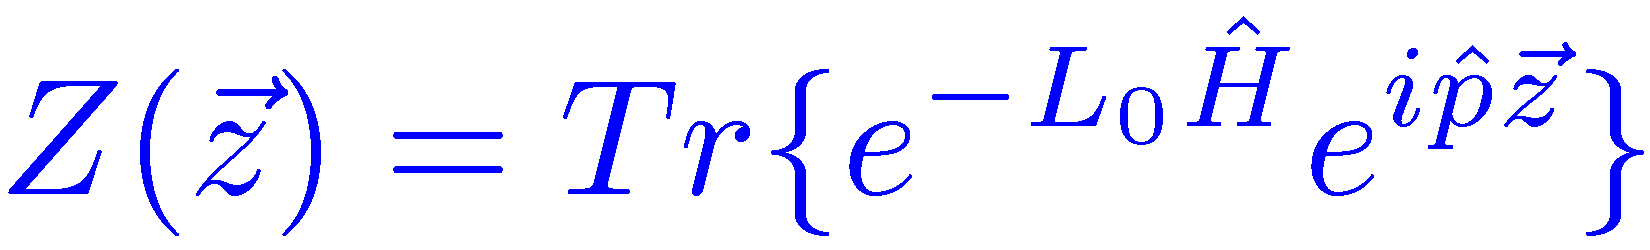 Z(\vec{z}) = Tr\{e^{-L_0 \hat{H}} e^{i\hat{p}\vec{z}}\}